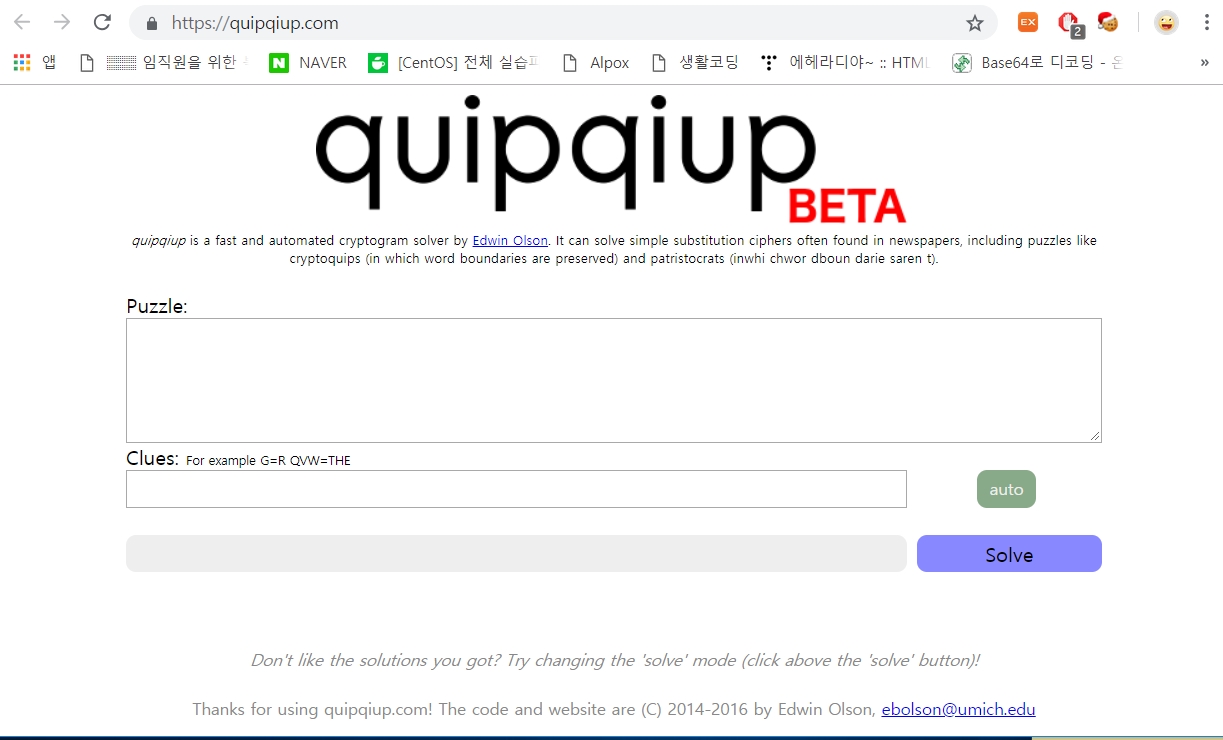 https://quipqiup.com
EX
2
앱
임직원을 위한
NAVER
[CentOS] 전체 실습
Alpox
생활코딩
에헤라디야~ :: HTML
Base64로 디코딩 - 온
»
quipqiup
BETA
quipqiup is a fast and automated cryptogram solver by Edwin Olson. It can solve simple substitution ciphers often found in newspapers, including puzzles like
cryptoquips (in which word boundaries are preserved) and patristocrats (inwhi chwor dboun darie saren t).
Puzzle:
Clues: For example G=R QVW=THE
auto
Solve
Don't like the solutions you got? Try changing the 'solve' mode (click above the 'solve' button)!
Thanks for using quipqiup.com! The code and website are (C) 2014-2016 by Edwin Olson, ebolson@umich.edu